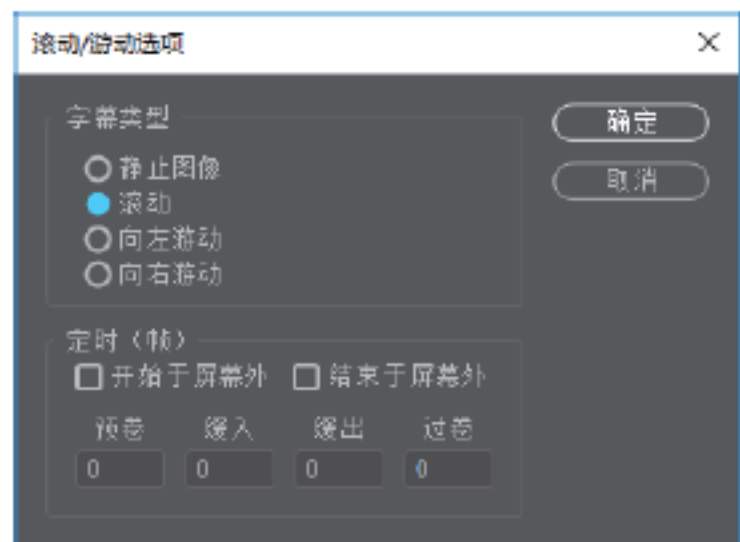 滚动/游动选项
字幕类型
确定
静止图像
取消
滚动
向左游动
向右游动
定时（帧）
开始于屏幕外 结束于屏幕外
预卷 缓入 缓出 过卷
0 0 0 0